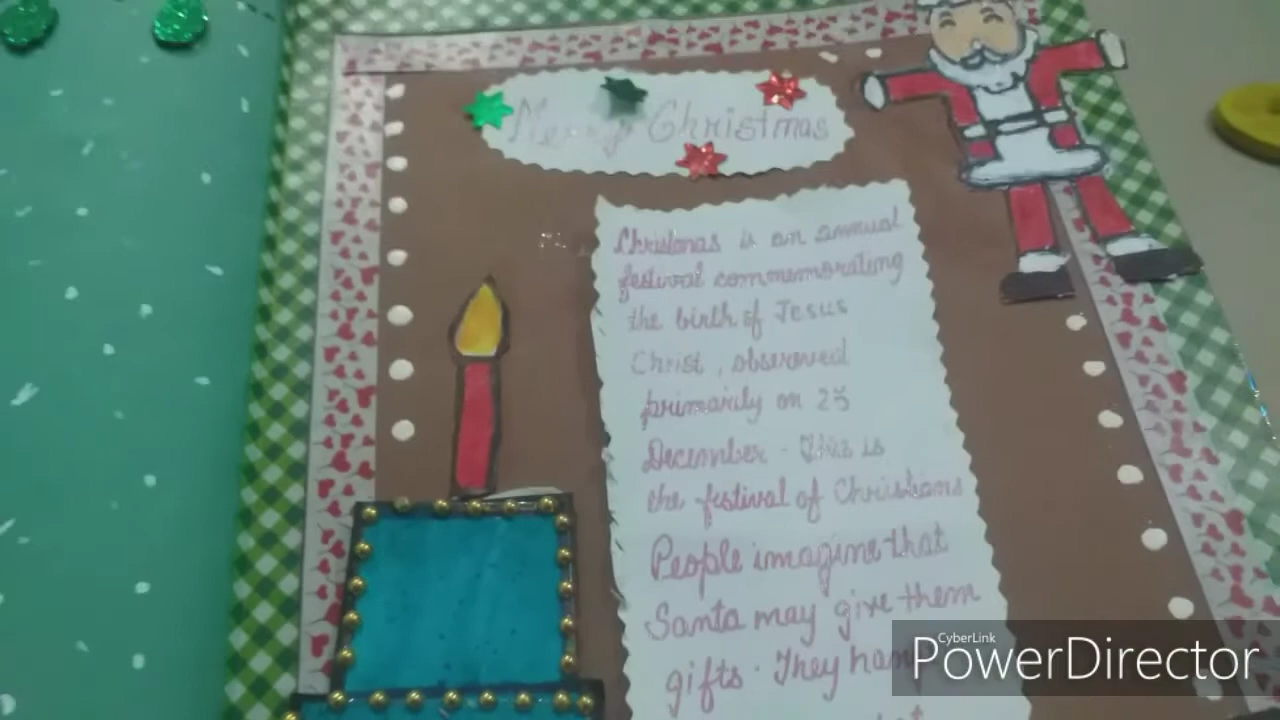 Merry Christmas
Christmas is an annual
festival commemorating
the birth of Jesus
Christ, observed
primarily on 25
December. This is
the festival of Christians
People imagine that
Santa may give them
gifts. They
CyberLink
PowerDirector